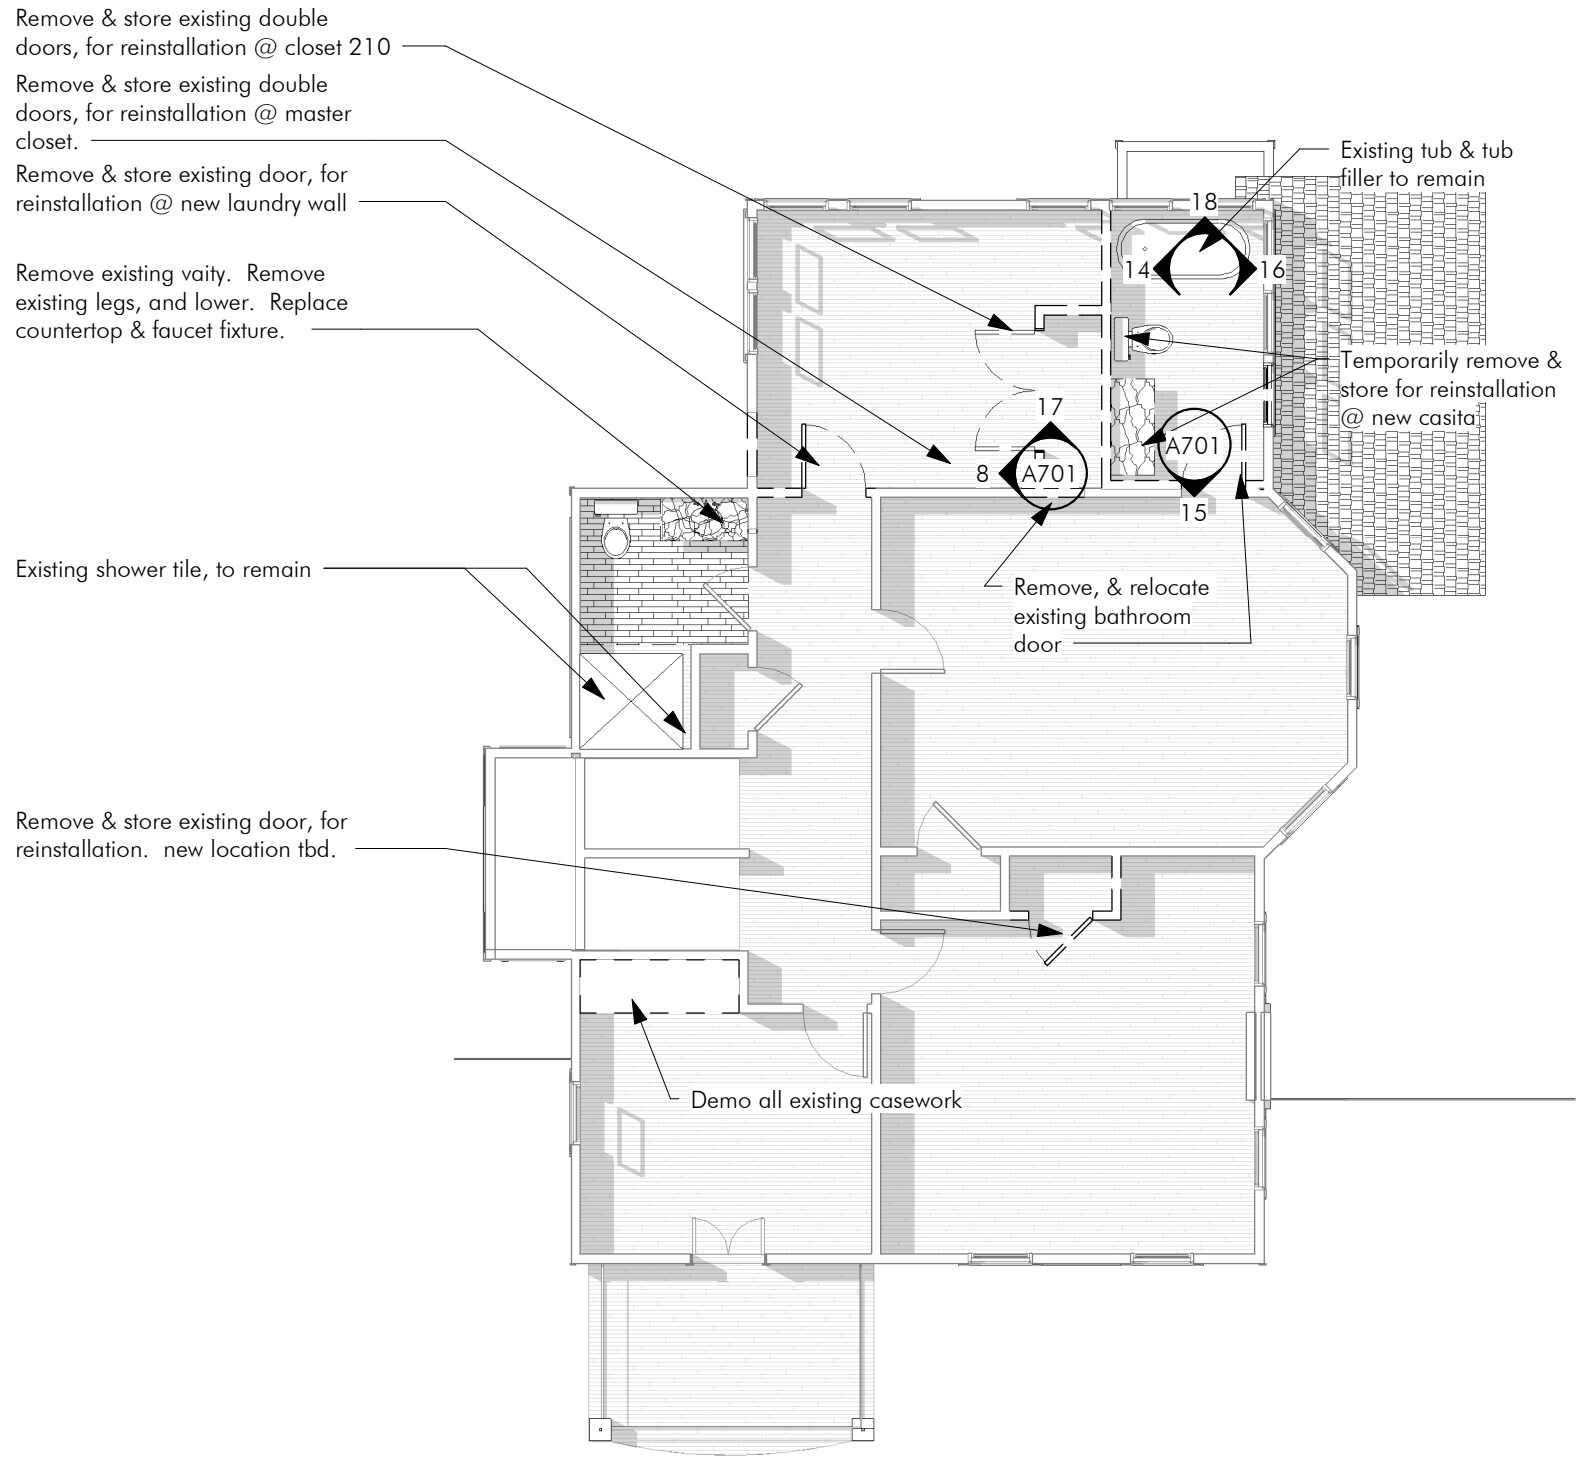 Remove & store existing double
doors, for reinstallation @ closet 210
Remove & store existing double
doors, for reinstallation @ master
closet.
Remove & store existing door, for
reinstallation @ new laundry wall
Remove existing vaity.  Remove
existing legs, and lower.  Replace
countertop & faucet fixture.
Existing shower tile, to remain
Remove & store existing door, for
reinstallation.  new location tbd.
Existing tub & tub
filler to remain
18
14
16
Temporarily remove &
store for reinstallation
@ new casita
17
8
A701
A701
15
Remove, & relocate
existing bathroom
door
Demo all existing casework